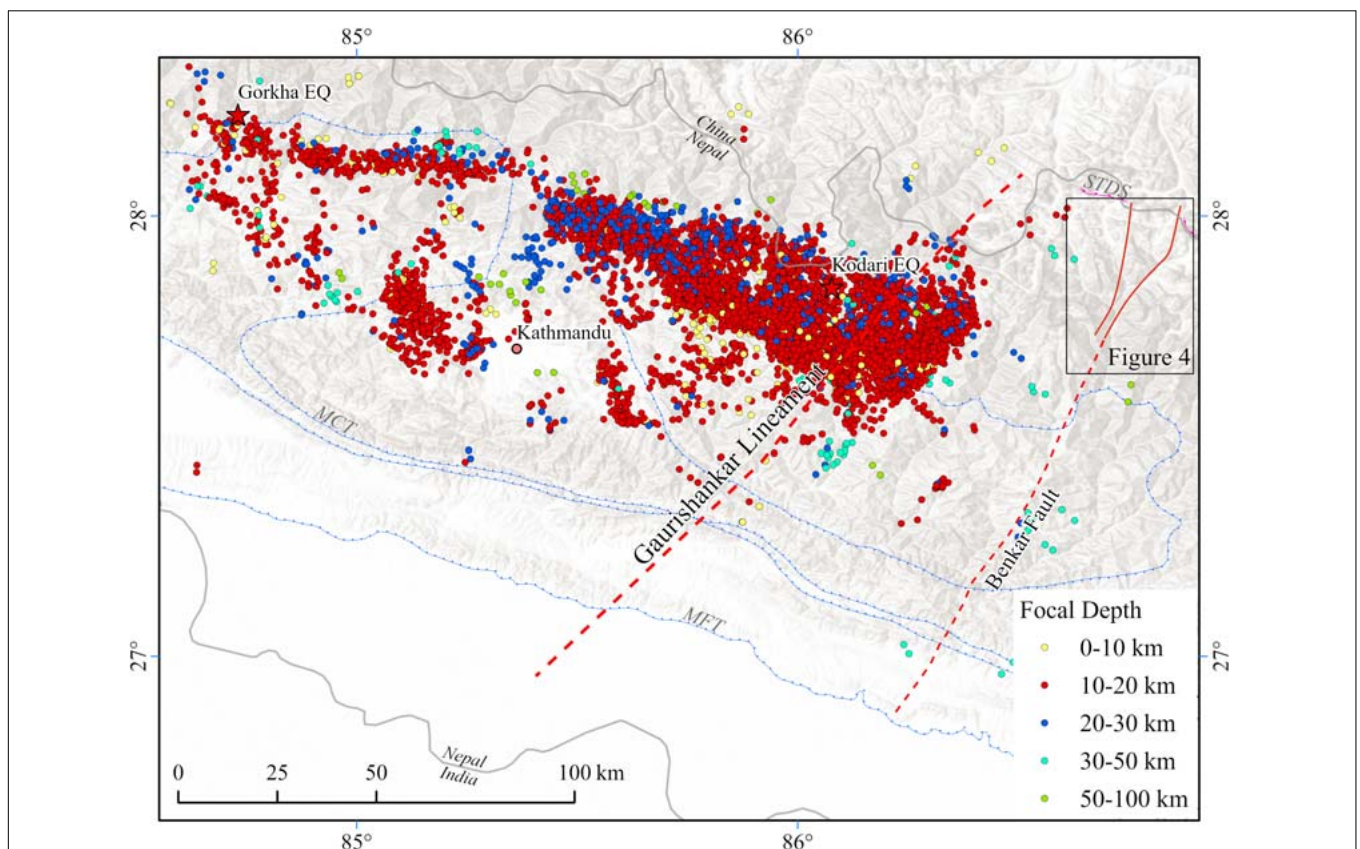 85°
86°
Gorkha EQ
China
Nepal
STDS
28°
28°
Kodari EQ
Kathmandu
Figure 4
MCT
Gaurishankar Lineament
Benkar Fault
MFT
Focal Depth
0-10 km
10-20 km
20-30 km
30-50 km
50-100 km
27°
27°
Nepal
India
0
25
50
100 km
85°
86°